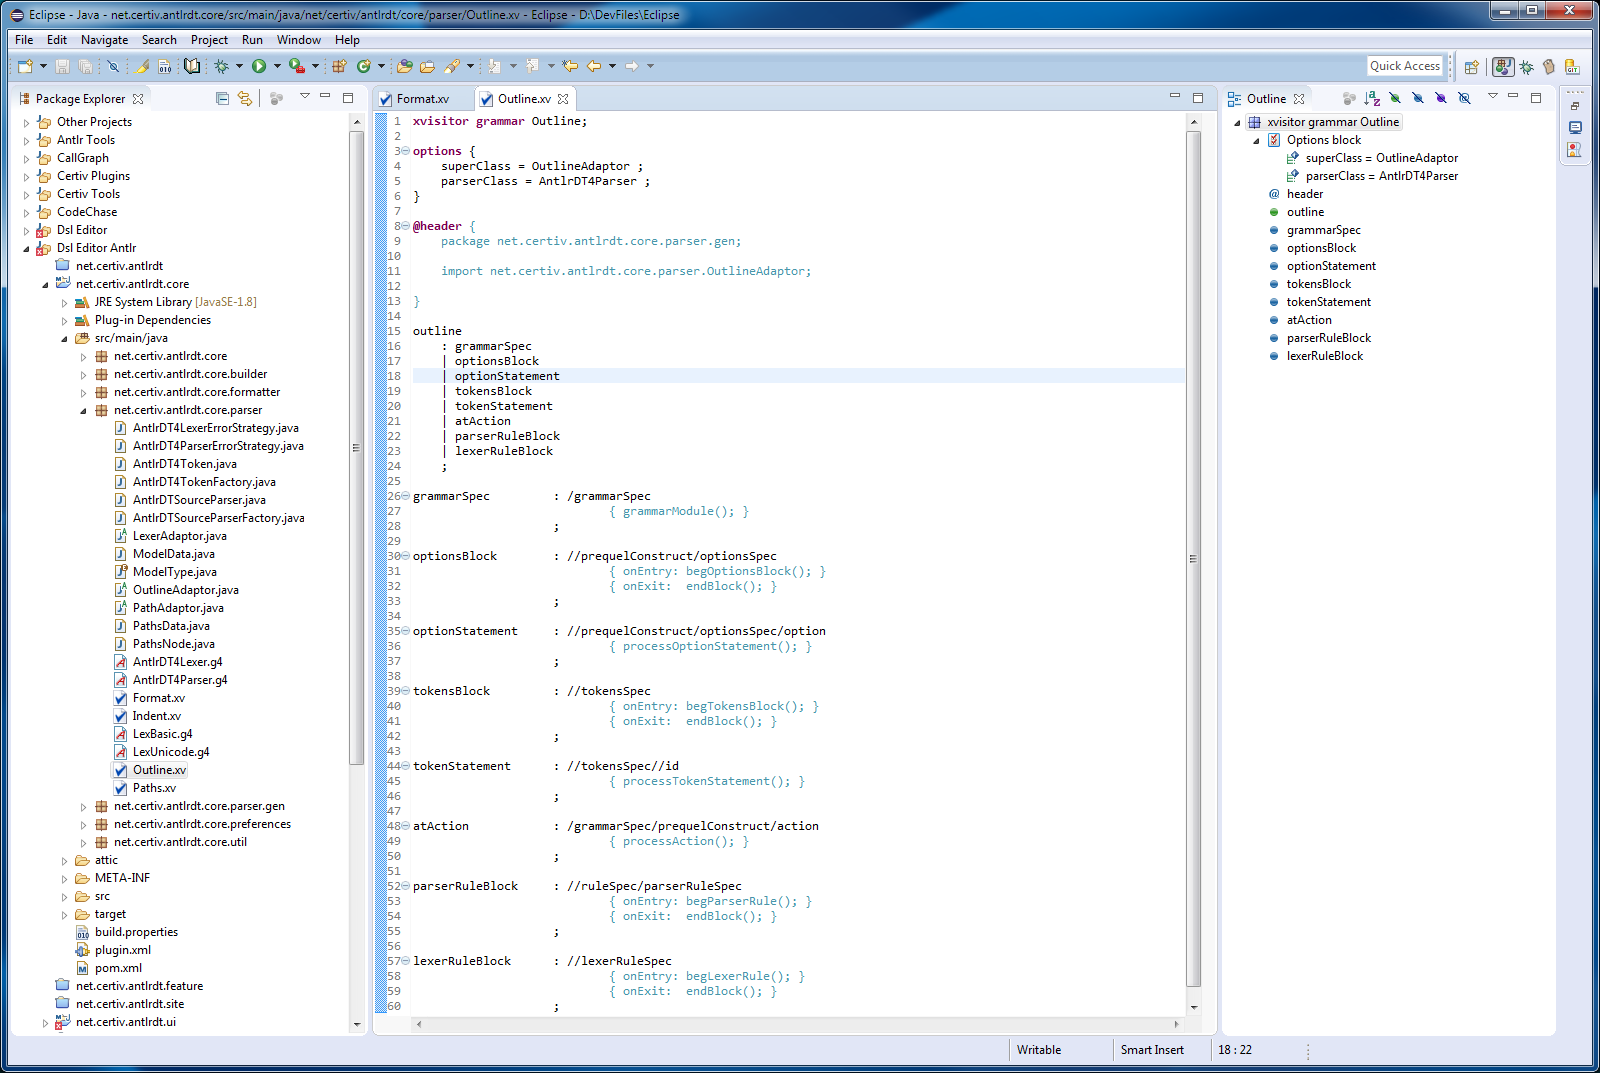 Eclipse - Java - net.certiv.antlrdt.core/src/main/java/net/certiv/antlrdt/core/parser/Outline.xv - Eclipse - D:\DevFiles\Eclipse
File Edit Navigate Search Project Run Window Help
Quick Access
Package Explorer
Other Projects
Antlr Tools
CallGraph
Certiv Plugins
Certiv Tools
CodeChase
Dsl Editor
Dsl Editor Antlr
net.certiv.antlrdt
net.certiv.antlrdt.core
JRE System Library [JavaSE-1.8]
Plug-in Dependencies
src/main/java
net.certiv.antlrdt.core
net.certiv.antlrdt.core.builder
net.certiv.antlrdt.core.formatter
net.certiv.antlrdt.core.parser
AntlrDT4LexerErrorStrategy.java
AntlrDT4ParserErrorStrategy.java
AntlrDT4Token.java
AntlrDT4TokenFactory.java
AntlrDTSourceParser.java
AntlrDTSourceParserFactory.java
LexerAdaptor.java
ModelData.java
ModelType.java
OutlineAdaptor.java
PathAdaptor.java
PathsData.java
PathsNode.java
AntlrDT4Lexer.g4
AntlrDT4Parser.g4
Format.xv
Indent.xv
LexBasic.g4
LexUnicode.g4
Outline.xv
Paths.xv
net.certiv.antlrdt.core.parser.gen
net.certiv.antlrdt.core.preferences
net.certiv.antlrdt.core.util
attic
META-INF
src
target
build.properties
plugin.xml
pom.xml
net.certiv.antlrdt.feature
net.certiv.antlrdt.site
net.certiv.antlrdt.ui
Format.xv Outline.xv
1 xvisitor grammar Outline;
2
3 options {
4 superClass = OutlineAdaptor ;
5 parserClass = AntlrDT4Parser ;
6 }
7
8 @header {
9 package net.certiv.antlrdt.core.parser.gen;
10
11 import net.certiv.antlrdt.core.parser.OutlineAdaptor;
12
13 }
14
15 outline
16 : grammarSpec
17 | optionsBlock
18 | optionStatement
19 | tokensBlock
20 | tokenStatement
21 | atAction
22 | parserRuleBlock
23 | lexerRuleBlock
24 ;
25
26 grammarSpec : /grammarSpec
27 { grammarModule(); }
28 ;
29
30 optionsBlock : //prequelConstruct/optionsSpec
31 { onEntry: begOptionsBlock(); }
32 { onExit: endBlock(); }
33 ;
34
35 optionStatement : //prequelConstruct/optionsSpec/option
36 { processOptionStatement(); }
37 ;
38
39 tokensBlock : //tokensSpec
40 { onEntry: begTokensBlock(); }
41 { onExit: endBlock(); }
42 ;
43
44 tokenStatement : //tokensSpec//id
45 { processTokenStatement(); }
46 ;
47
48 atAction : /grammarSpec/prequelConstruct/action
49 { processAction(); }
50 ;
51
52 parserRuleBlock : //ruleSpec/parserRuleSpec
53 { onEntry: begParserRule(); }
54 { onExit: endBlock(); }
55 ;
56
57 lexerRuleBlock : //lexerRuleSpec
58 { onEntry: begLexerRule(); }
59 { onExit: endBlock(); }
60 ;
Outline
xvisitor grammar Outline
Options block
superClass = OutlineAdaptor
parserClass = AntlrDT4Parser
@ header
outline
grammarSpec
optionsBlock
optionStatement
tokensBlock
tokenStatement
atAction
parserRuleBlock
lexerRuleBlock
Writable Smart Insert 18 : 22